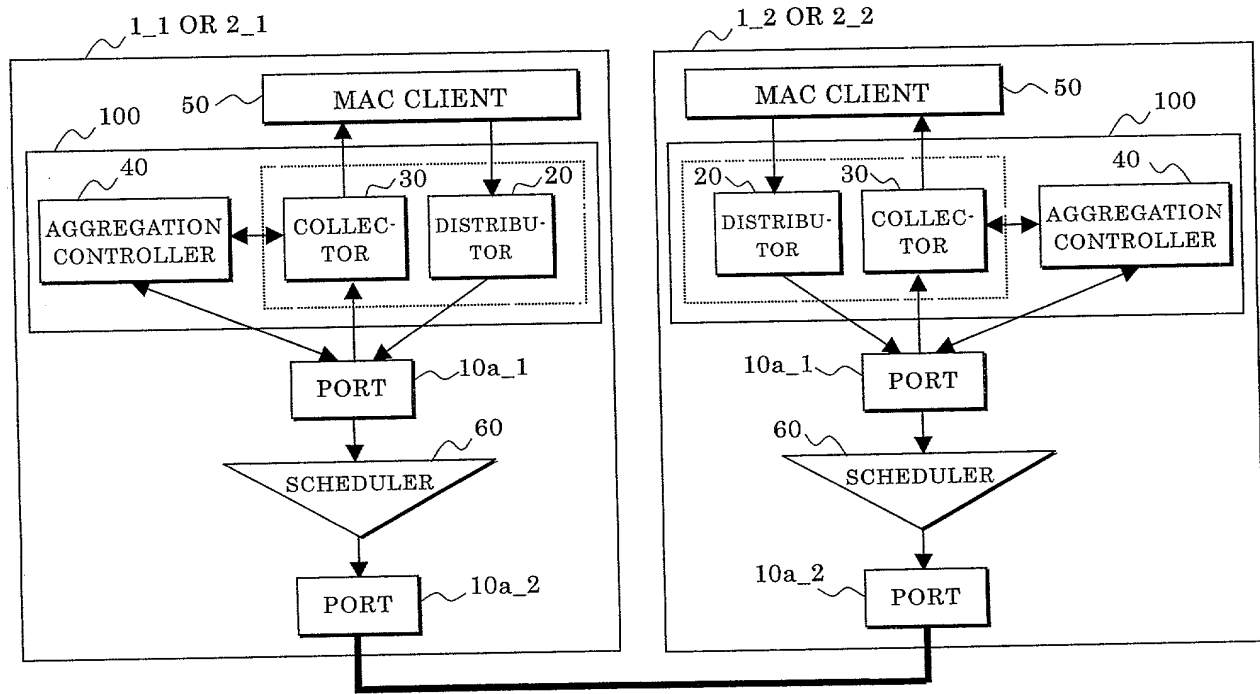 1_1 OR 2_1
50
MAC CLIENT
100
40
30
20
AGGREGATION
CONTROLLER
COLLEC-
TOR
DISTRIBU-
TOR
PORT
10a_1
60
SCHEDULER
PORT
10a_2
1_2 OR 2_2
MAC CLIENT
50
100
20
30
40
DISTRIBU-
TOR
COLLEC-
TOR
AGGREGATION
CONTROLLER
10a_1
PORT
60
SCHEDULER
10a_2
PORT